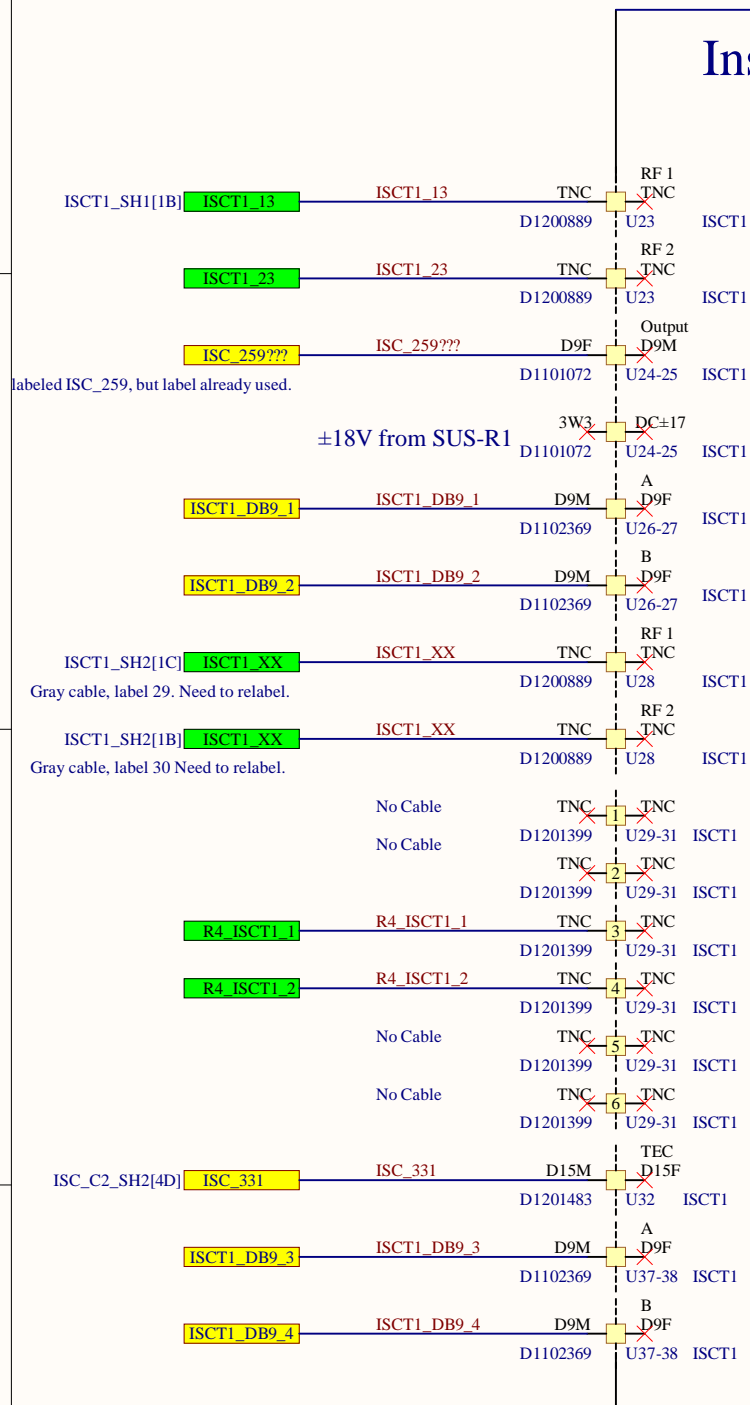 Ins
RF 1
ISCT1_SH1[1B] ISCT1_13 ISCT1_13 TNC TNC
D1200889 U23 ISCT1
RF 2
ISCT1_23 ISCT1_23 TNC TNC
D1200889 U23 ISCT1
Output
ISC_259??? ISC_259??? D9F D9M
D1101072 U24-25 ISCT1
labeled ISC_259, but label already used.
±18V from SUS-R1 3W3 DC±17
D1101072 U24-25 ISCT1
A
ISCT1_DB9_1 ISCT1_DB9_1 D9M D9F
D1102369 U26-27 ISCT1
B
ISCT1_DB9_2 ISCT1_DB9_2 D9M D9F
D1102369 U26-27 ISCT1
RF 1
ISCT1_SH2[1C] ISCT1_XX ISCT1_XX TNC TNC
D1200889 U28 ISCT1
Gray cable, label 29. Need to relabel.
RF 2
ISCT1_SH2[1B] ISCT1_XX ISCT1_XX TNC TNC
D1200889 U28 ISCT1
Gray cable, label 30 Need to relabel.
No Cable TNC 1 TNC
D1201399 U29-31 ISCT1
No Cable TNC 2 TNC
D1201399 U29-31 ISCT1
R4_ISCT1_1 R4_ISCT1_1 TNC 3 TNC
D1201399 U29-31 ISCT1
R4_ISCT1_2 R4_ISCT1_2 TNC 4 TNC
D1201399 U29-31 ISCT1
No Cable TNC 5 TNC
D1201399 U29-31 ISCT1
No Cable TNC 6 TNC
D1201399 U29-31 ISCT1
TEC
ISC_C2_SH2[4D] ISC_331 ISC_331 D15M D15F
D1201483 U32 ISCT1
A
ISCT1_DB9_3 ISCT1_DB9_3 D9M D9F
D1102369 U37-38 ISCT1
B
ISCT1_DB9_4 ISCT1_DB9_4 D9M D9F
D1102369 U37-38 ISCT1